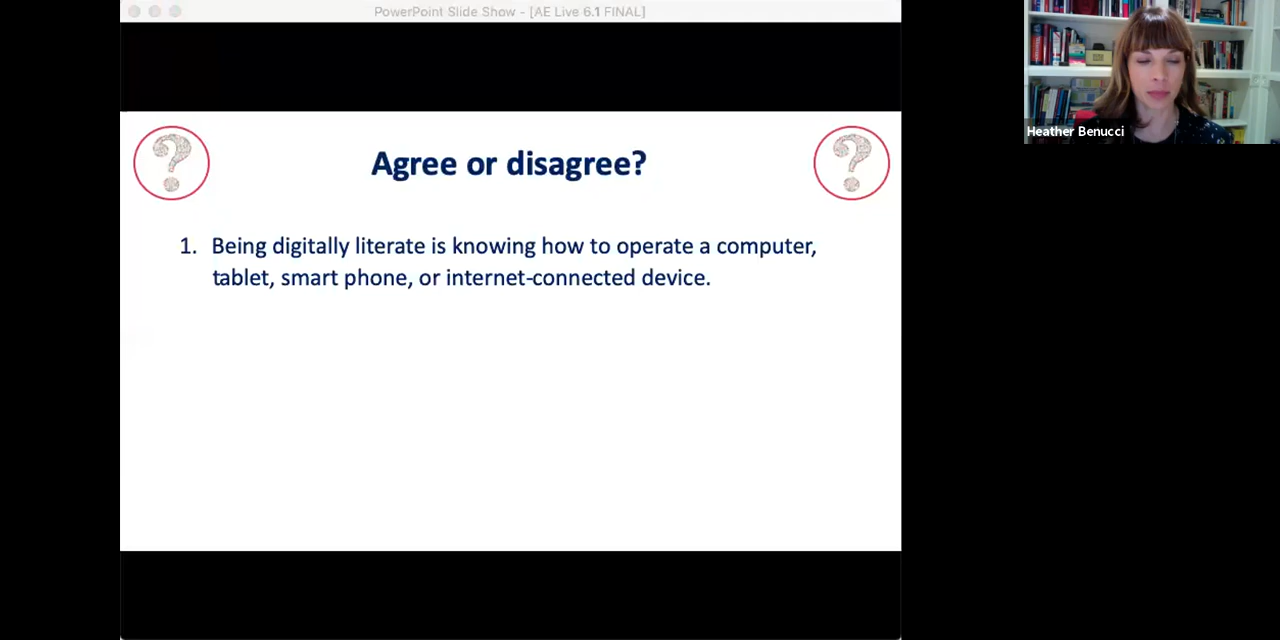 PowerPoint Slide Show - [AE Live 6.1 FINAL]
Heather Benucci
Agree or disagree?
1. Being digitally literate is knowing how to operate a computer,
tablet, smart phone, or internet-connected device.